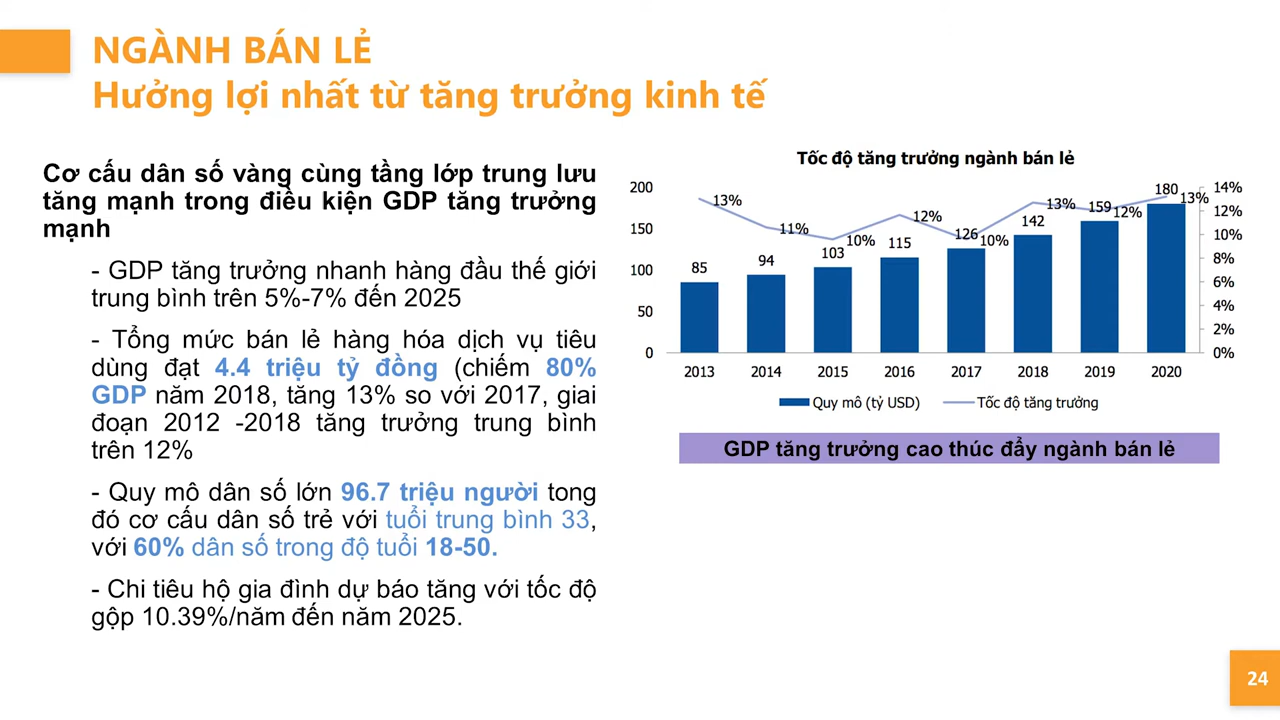 NGÀNH BÁN LẺ
Hưởng lợi nhất từ tăng trưởng kinh tế
Cơ cấu dân số vàng cùng tầng lớp trung lưu
tăng mạnh trong điều kiện GDP tăng trưởng
mạnh
- GDP tăng trưởng nhanh hàng đầu thế giới
trung bình trên 5%-7% đến 2025
- Tổng mức bán lẻ hàng hóa dịch vụ tiêu
dùng đạt 4.4 triệu tỷ đồng (chiếm 80%
GDP năm 2018, tăng 13% so với 2017, giai
đoạn 2012 -2018 tăng trưởng trung bình
trên 12%
- Quy mô dân số lớn 96.7 triệu người tong
đó cơ cấu dân số trẻ với tuổi trung bình 33,
với 60% dân số trong độ tuổi 18-50.
- Chi tiêu hộ gia đình dự báo tăng với tốc độ
gộp 10.39%/năm đến năm 2025.
Tốc độ tăng trưởng ngành bán lẻ
200
150
100
50
0
85 94 103 115 126 142 159 180
13% 11% 10% 12% 10% 13% 12% 13%
14%
12%
10%
8%
6%
4%
2%
0%
2013 2014 2015 2016 2017 2018 2019 2020
Quy mô (tỷ USD) Tốc độ tăng trưởng
GDP tăng trưởng cao thúc đẩy ngành bán lẻ
24